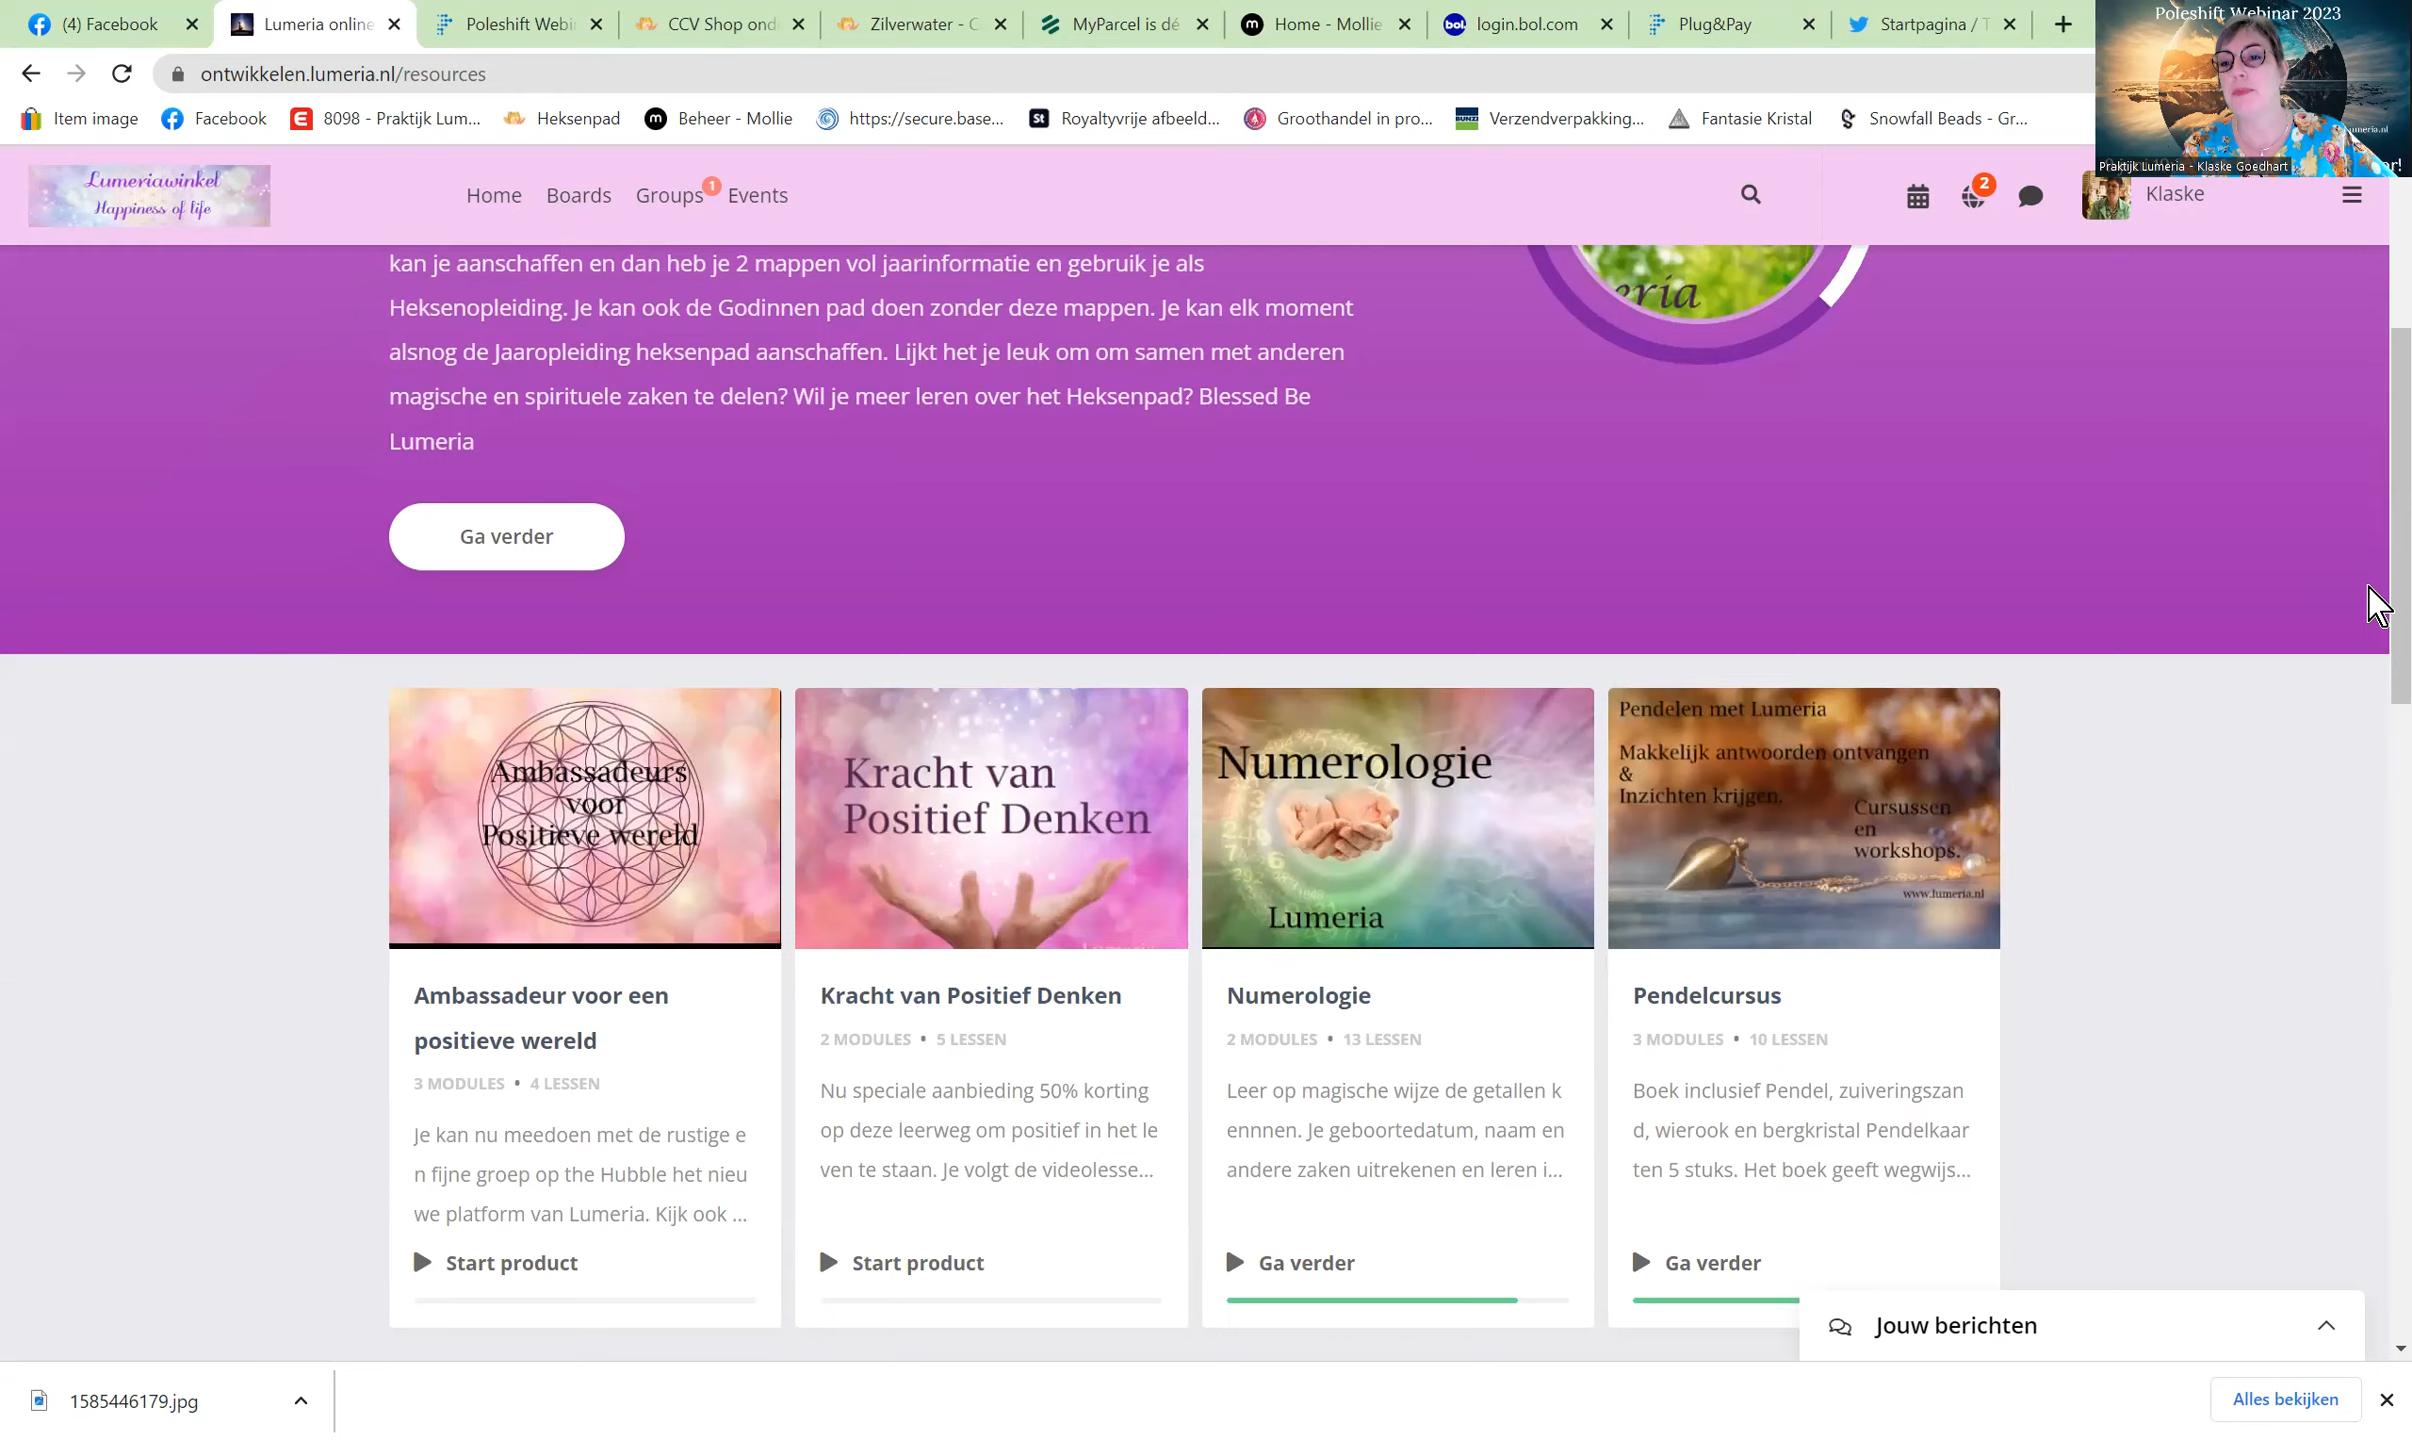 (4) Facebook
Lumeria online
Poleshift Webi
CCV Shop ond
Zilverwater - C
MyParcel is dé
Home - Mollie
login.bol.com
Plug&Pay
Startpagina / T
ontwikkelen.lumeria.nl/resources
Item image
Facebook
8098 - Praktijk Lum...
Heksenpad
Beheer - Mollie
https://secure.base...
Royaltyvrije afbeeld...
Groothandel in pro...
Verzendverpakking...
Fantasie Kristal
Snowfall Beads - Gr...
Poleshift Webinar 2023
Praktijk Lumeria - Klaske Goedhart
Lumeriawinkel
Happiness of life
Home
Boards
Groups
1
Events
2
Klaske
kan je aanschaffen en dan heb je 2 mappen vol jaarinformatie en gebruik je als
Heksenopleiding. Je kan ook de Godinnen pad doen zonder deze mappen. Je kan elk moment
alsnog de Jaaropleiding heksenpad aanschaffen. Lijkt het je leuk om om samen met anderen
magische en spirituele zaken te delen? Wil je meer leren over het Heksenpad? Blessed Be
Lumeria
eria
Ga verder
Ambassadeurs
voor
Positieve wereld
Ambassadeur voor een
positieve wereld
3 MODULES • 4 LESSEN
Je kan nu meedoen met de rustige e
n fijne groep op the Hubble het nieu
we platform van Lumeria. Kijk ook ...
Start product
Kracht van
Positief Denken
Kracht van Positief Denken
2 MODULES • 5 LESSEN
Nu speciale aanbieding 50% korting
op deze leerweg om positief in het le
ven te staan. Je volgt de videolesse...
Start product
Numerologie
Lumeria
Numerologie
2 MODULES • 13 LESSEN
Leer op magische wijze de getallen k
ennnen. Je geboortedatum, naam en
andere zaken uitrekenen en leren i...
Ga verder
Pendelen met Lumeria
Makkelijk antwoorden ontvangen
&
Inzichten krijgen.
Cursussen
en
workshops.
www.lumeria.nl
Pendelcursus
3 MODULES • 10 LESSEN
Boek inclusief Pendel, zuiveringszan
d, wierook en bergkristal Pendelkaar
ten 5 stuks. Het boek geeft wegwijs...
Ga verder
Jouw berichten
1585446179.jpg
Alles bekijken